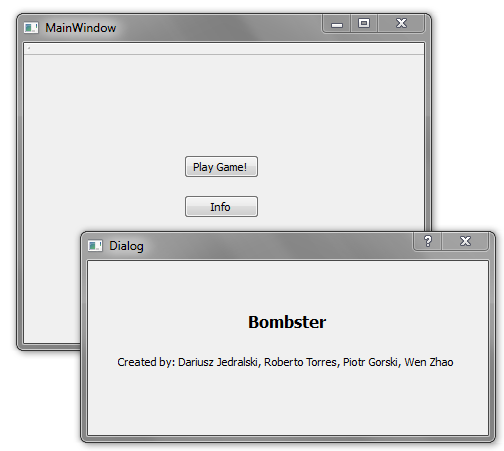 MainWindow
Play Game!
Info
Dialog
?
Bombster
Created by: Dariusz Jedralski, Roberto Torres, Piotr Gorski, Wen Zhao